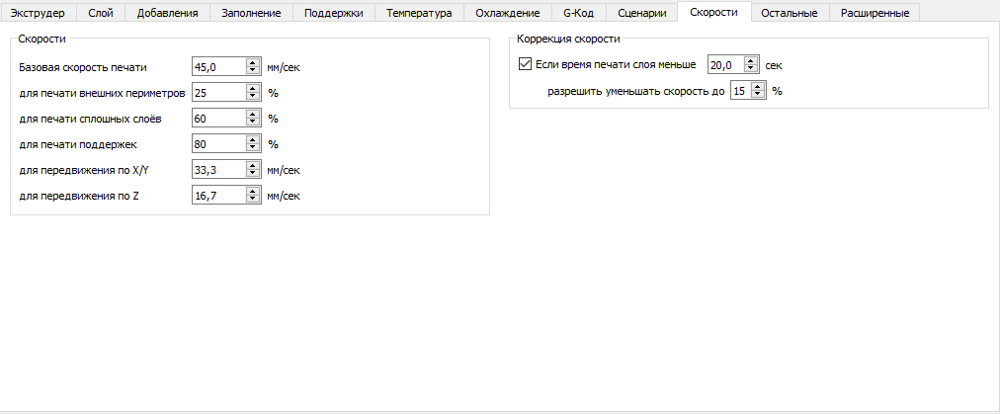 Экструдер Слой Добавления Заполнение Поддержки Температура Охлаждение G-Код Сценарии Скорости Остальные Расширенные
Скорости
Базовая скорость печати 45,0 мм/сек
для печати внешних периметров 25 %
для печати сплошных слоёв 60 %
для печати поддержек 80 %
для передвижения по X/Y 33,3 мм/сек
для передвижения по Z 16,7 мм/сек
Коррекция скорости
Если время печати слоя меньше 20,0 сек
разрешить уменьшать скорость до 15 %